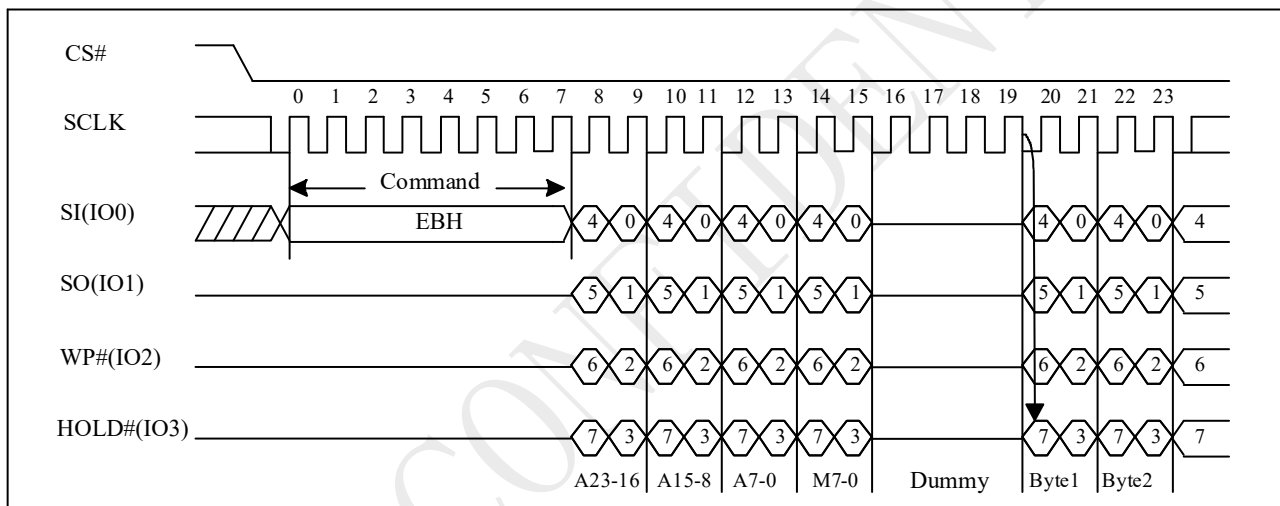 CS#
0 1 2 3 4 5 6 7 8 9 10 11 12 13 14 15 16 17 18 19 20 21 22 23
SCLK
Command
SI(IO0) EBH 4 0 4 0 4 0 4 0 4 0 4 0 4
SO(IO1) 5 1 5 1 5 1 5 1 5 1 5 1 5
WP#(IO2) 6 2 6 2 6 2 6 2 6 2 6 2 6
HOLD#(IO3) 7 3 7 3 7 3 7 3 7 3 7 3 7
A23-16 A15-8 A7-0 M7-0 Dummy Byte1 Byte2
CONFIDENT